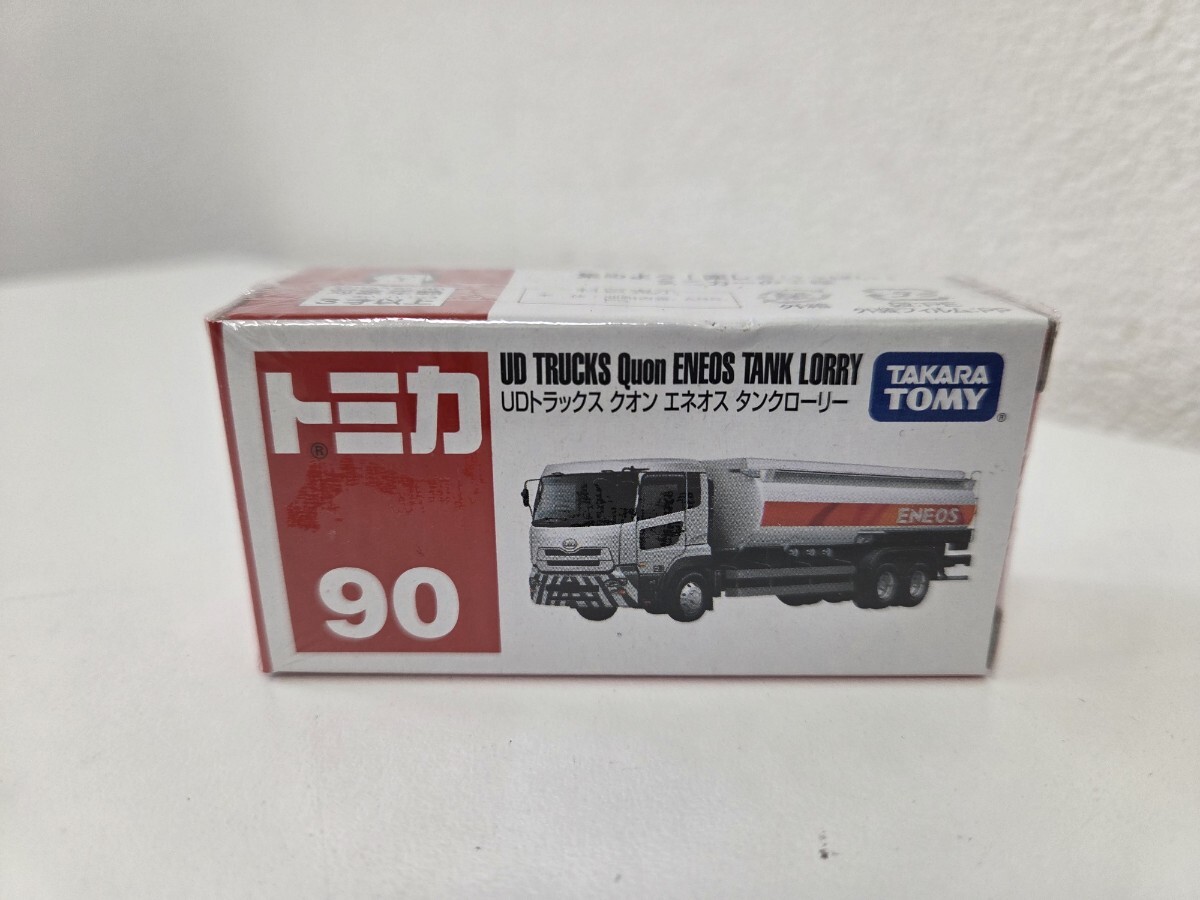 トミカ
®
90
UD TRUCKS Quon ENEOS TANK LORRY
UDトラックス クオン エネオス タンクローリー
TAKARA
TOMY
®
ENEOS